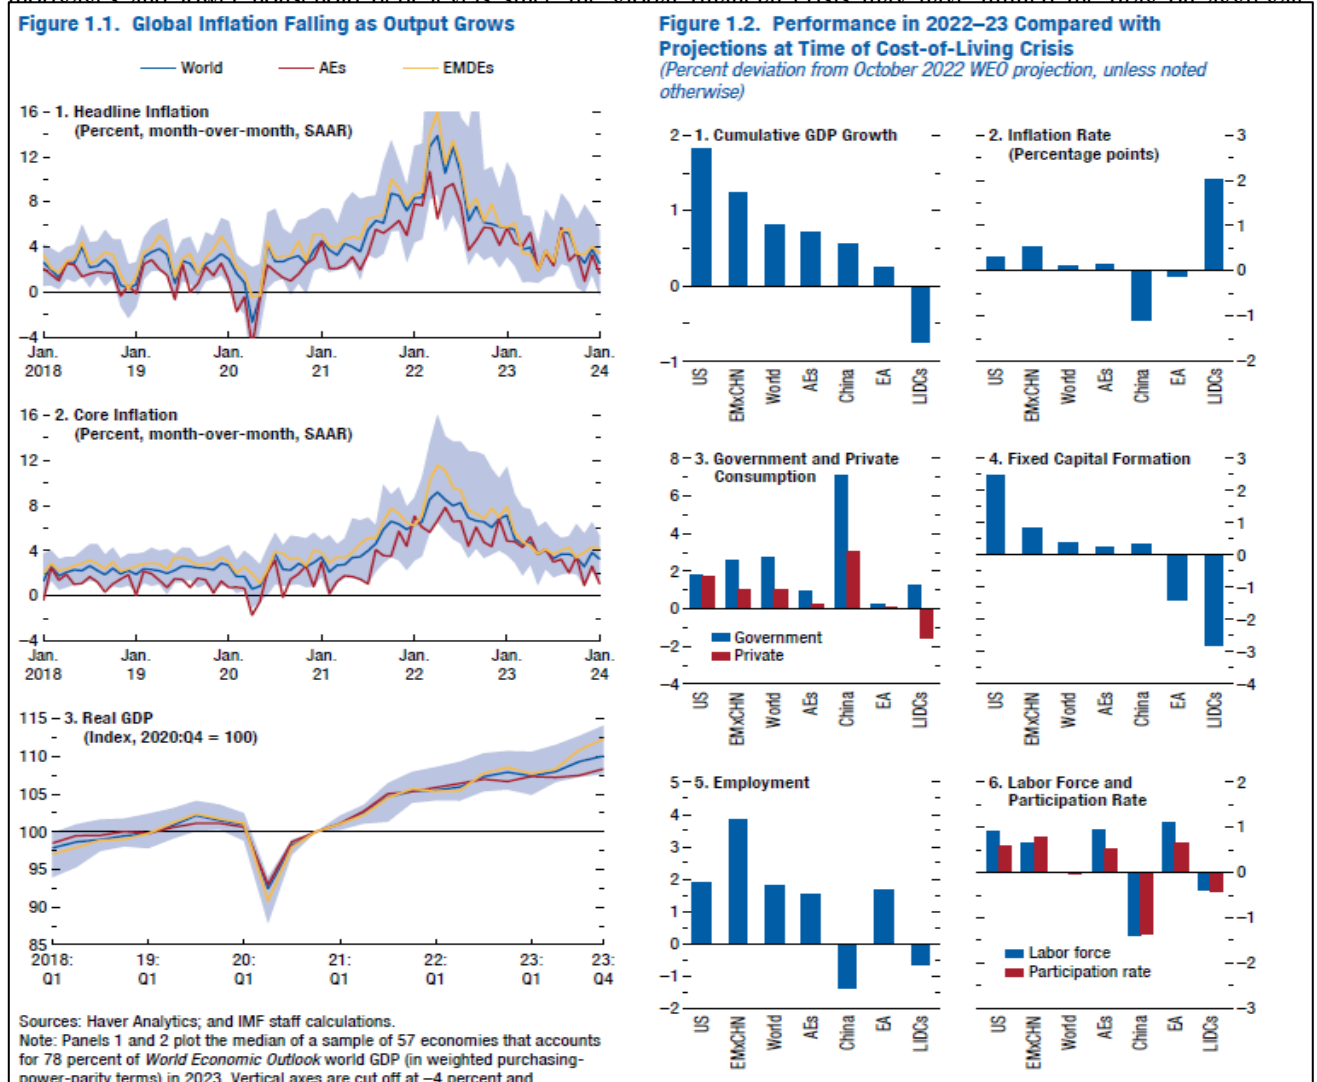 Figure 1.1. Global Inflation Falling as Output Grows
World AEs EMDEs
16 1. Headline Inflation
(Percent, month-over-month, SAAR)
12
8
4
0
–4
Jan. Jan. Jan. Jan. Jan. Jan. Jan.
2018 19 20 21 22 23 24
16 2. Core Inflation
(Percent, month-over-month, SAAR)
12
8
4
0
–4
Jan. Jan. Jan. Jan. Jan. Jan. Jan.
2018 19 20 21 22 23 24
115 3. Real GDP
(Index, 2020:Q4 = 100)
110
105
100
95
90
85
2018: 19: 20: 21: 22: 23: 23:
Q1 Q1 Q1 Q1 Q1 Q1 Q4
Sources: Haver Analytics; and IMF staff calculations.
Note: Panels 1 and 2 plot the median of a sample of 57 economies that accounts
for 78 percent of World Economic Outlook world GDP (in weighted purchasing-
power-parity terms) in 2023. Vertical axes are cut off at –4 percent and
Figure 1.2. Performance in 2022–23 Compared with
Projections at Time of Cost-of-Living Crisis
(Percent deviation from October 2022 WEO projection, unless noted
otherwise)
2 1. Cumulative GDP Growth
1
0
–1
US EMxCHN World AEs China EA LIDCs
2. Inflation Rate 3
(Percentage points)
2
1
0
–1
–2
US EMxCHN World AEs China EA LIDCs
8 3. Government and Private
Consumption
6
4
2
0
–2
–4
Government
Private
US EMxCHN World AEs China EA LIDCs
4. Fixed Capital Formation 3
2
1
0
–1
–2
–3
–4
US EMxCHN World AEs China EA LIDCs
5 5. Employment
4
3
2
1
0
–1
–2
US EMxCHN World AEs China EA LIDCs
6. Labor Force and 2
Participation Rate
1
0
–1
–2
–3
Labor force
Participation rate
US EMxCHN World AEs China EA LIDCs